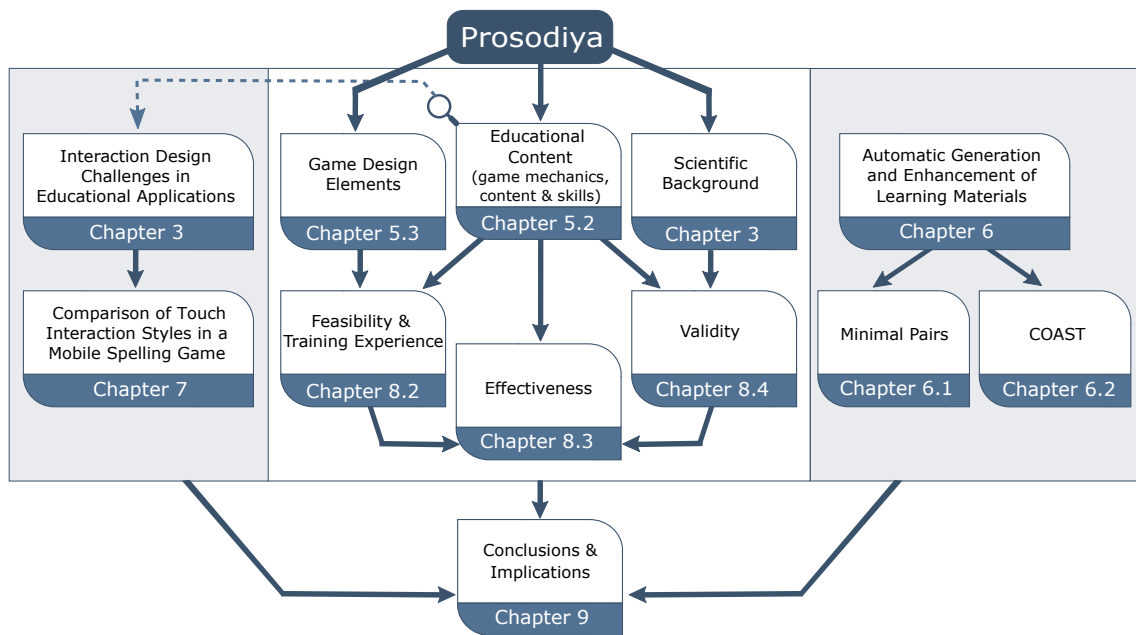 Prosodiya
Interaction Design
Challenges in
Educational Applications
Chapter 3
Game Design
Elements
Chapter 5.3
Educational
Content
(game mechanics,
content & skills)
Chapter 5.2
Scientific
Background
Chapter 3
Automatic Generation
and Enhancement of
Learning Materials
Chapter 6
Comparison of Touch
Interaction Styles in a
Mobile Spelling Game
Chapter 7
Feasibility &
Training Experience
Chapter 8.2
Effectiveness
Chapter 8.3
Validity
Chapter 8.4
Minimal Pairs
Chapter 6.1
COAST
Chapter 6.2
Conclusions &
Implications
Chapter 9